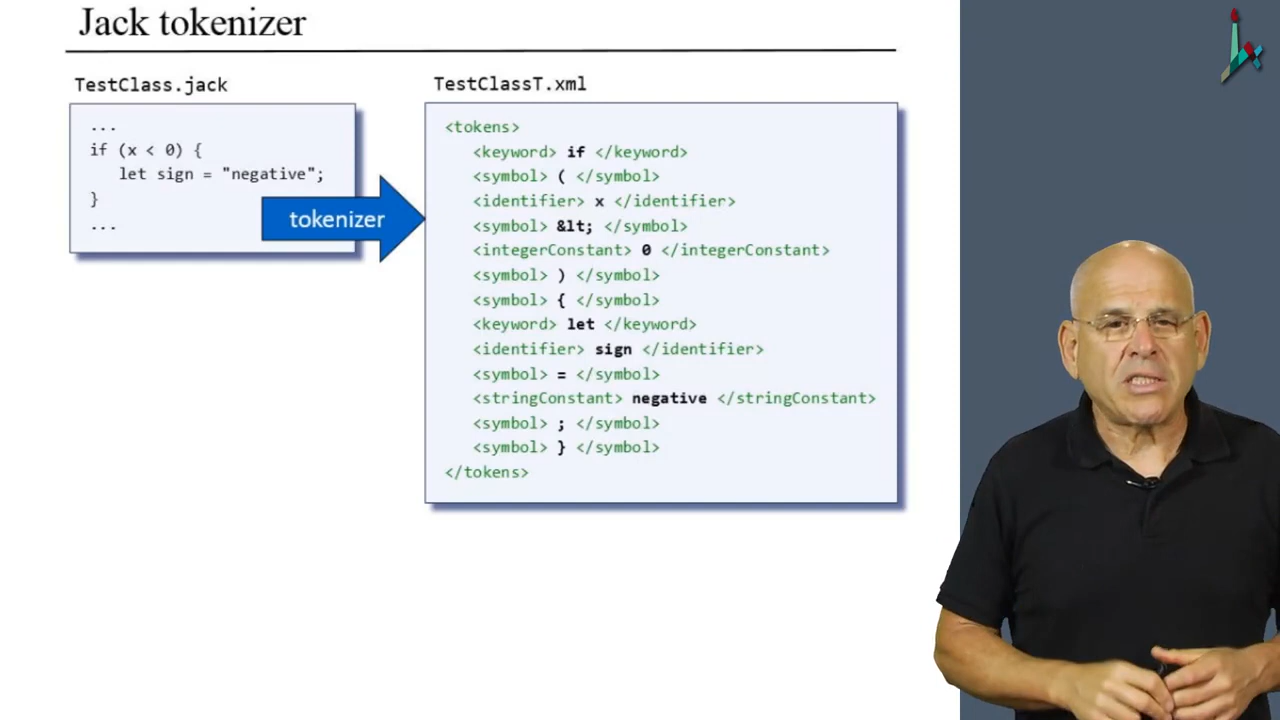 Jack tokenizer
TestClass.jack
...
if (x < 0) {
let sign = "negative";
}
...
tokenizer
TestClassT.xml
<tokens>
<keyword> if </keyword>
<symbol> ( </symbol>
<identifier> x </identifier>
<symbol> &lt; </symbol>
<integerConstant> 0 </integerConstant>
<symbol> ) </symbol>
<symbol> { </symbol>
<keyword> let </keyword>
<identifier> sign </identifier>
<symbol> = </symbol>
<stringConstant> negative </stringConstant>
<symbol> ; </symbol>
<symbol> } </symbol>
</tokens>